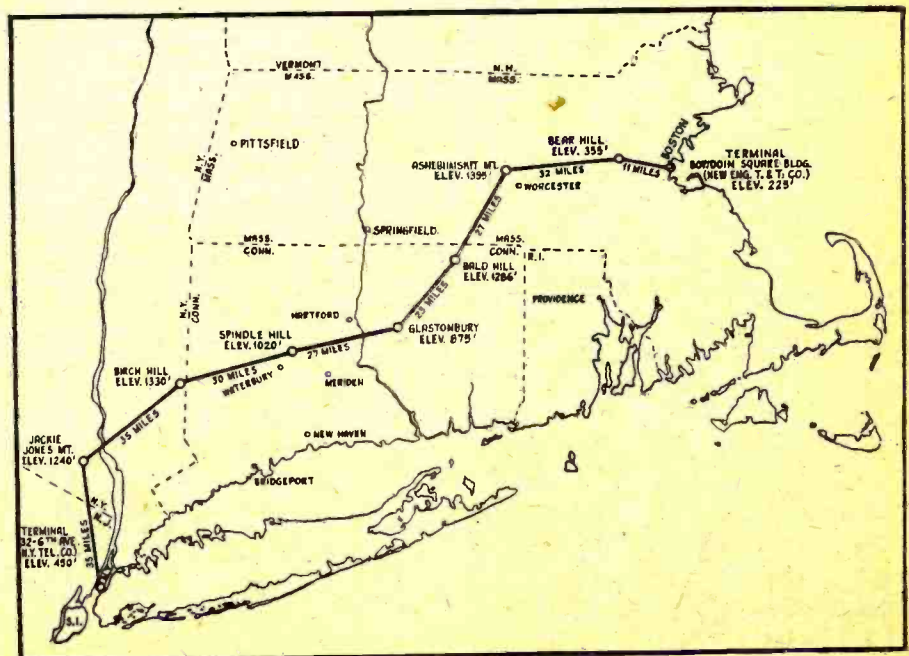 VERMONT
MASS.
N.H.
MASS.
PITTSFIELD
N.Y.
MASS.
BEAR HILL
ELEV. 355'
BOSTON
ASNEBUMSKIT MT.
ELEV. 1395'
32 MILES
11 MILES
TERMINAL
BOWDOIN SQUARE BLDG.
(NEW ENG. T. & T. CO.)
ELEV. 225'
WORCESTER
27 MILES
SPRINGFIELD
MASS.
CONN.
MASS.
CONN.
R.I.
BALD HILL
ELEV. 1286'
N.Y.
CONN.
PROVIDENCE
23 MILES
HARTFORD
GLASTONBURY
ELEV. 875'
SPINDLE HILL
ELEV. 1020'
27 MILES
BIRCH HILL
ELEV. 1330'
30 MILES
WATERBURY
MERIDEN
35 MILES
NEW HAVEN
JACKIE
JONES MT.
ELEV. 1240'
BRIDGEPORT
N.Y.
TERMINAL
32-6TH AVE.
N.Y. TEL. CO.)
ELEV. 450'
35 MILES
S.I.